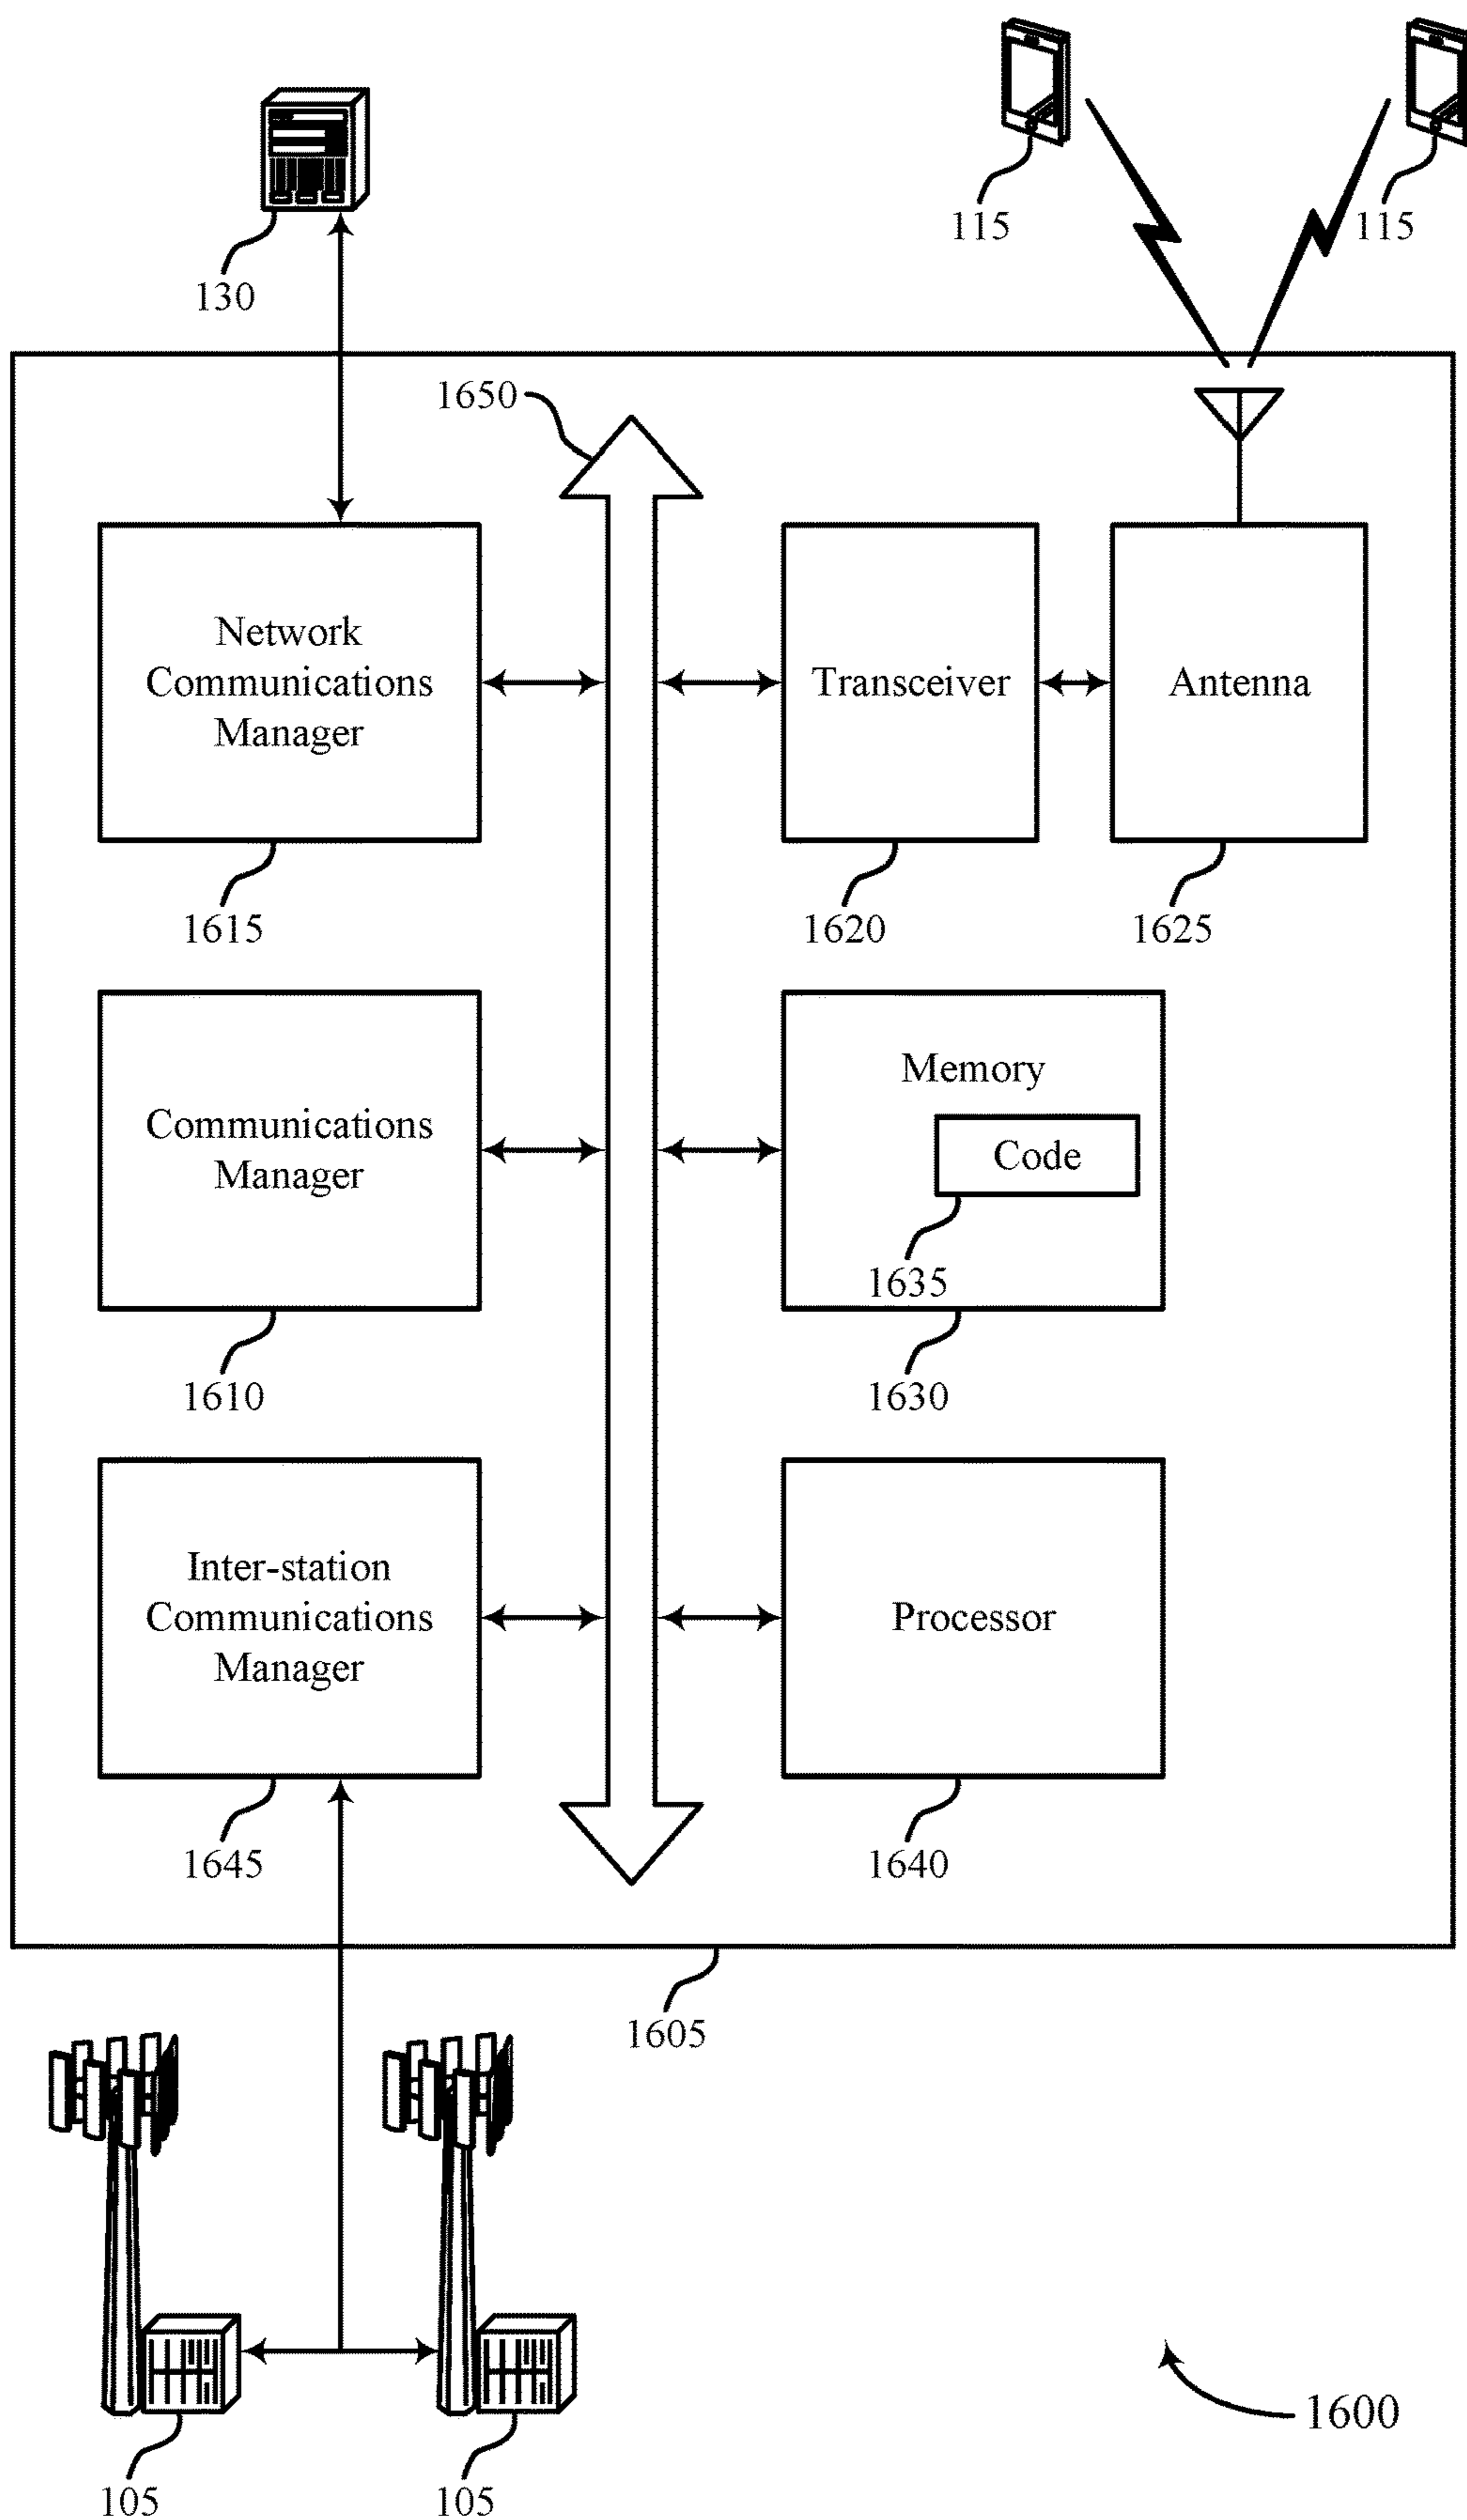 115
115
130
1650
Network
Communications
Manager
Transceiver
Antenna
1615
1620
1625
Communications
Manager
Memory
Code
1635
1610
1630
Inter-station
Communications
Manager
Processor
1645
1640
1605
1600
105
105